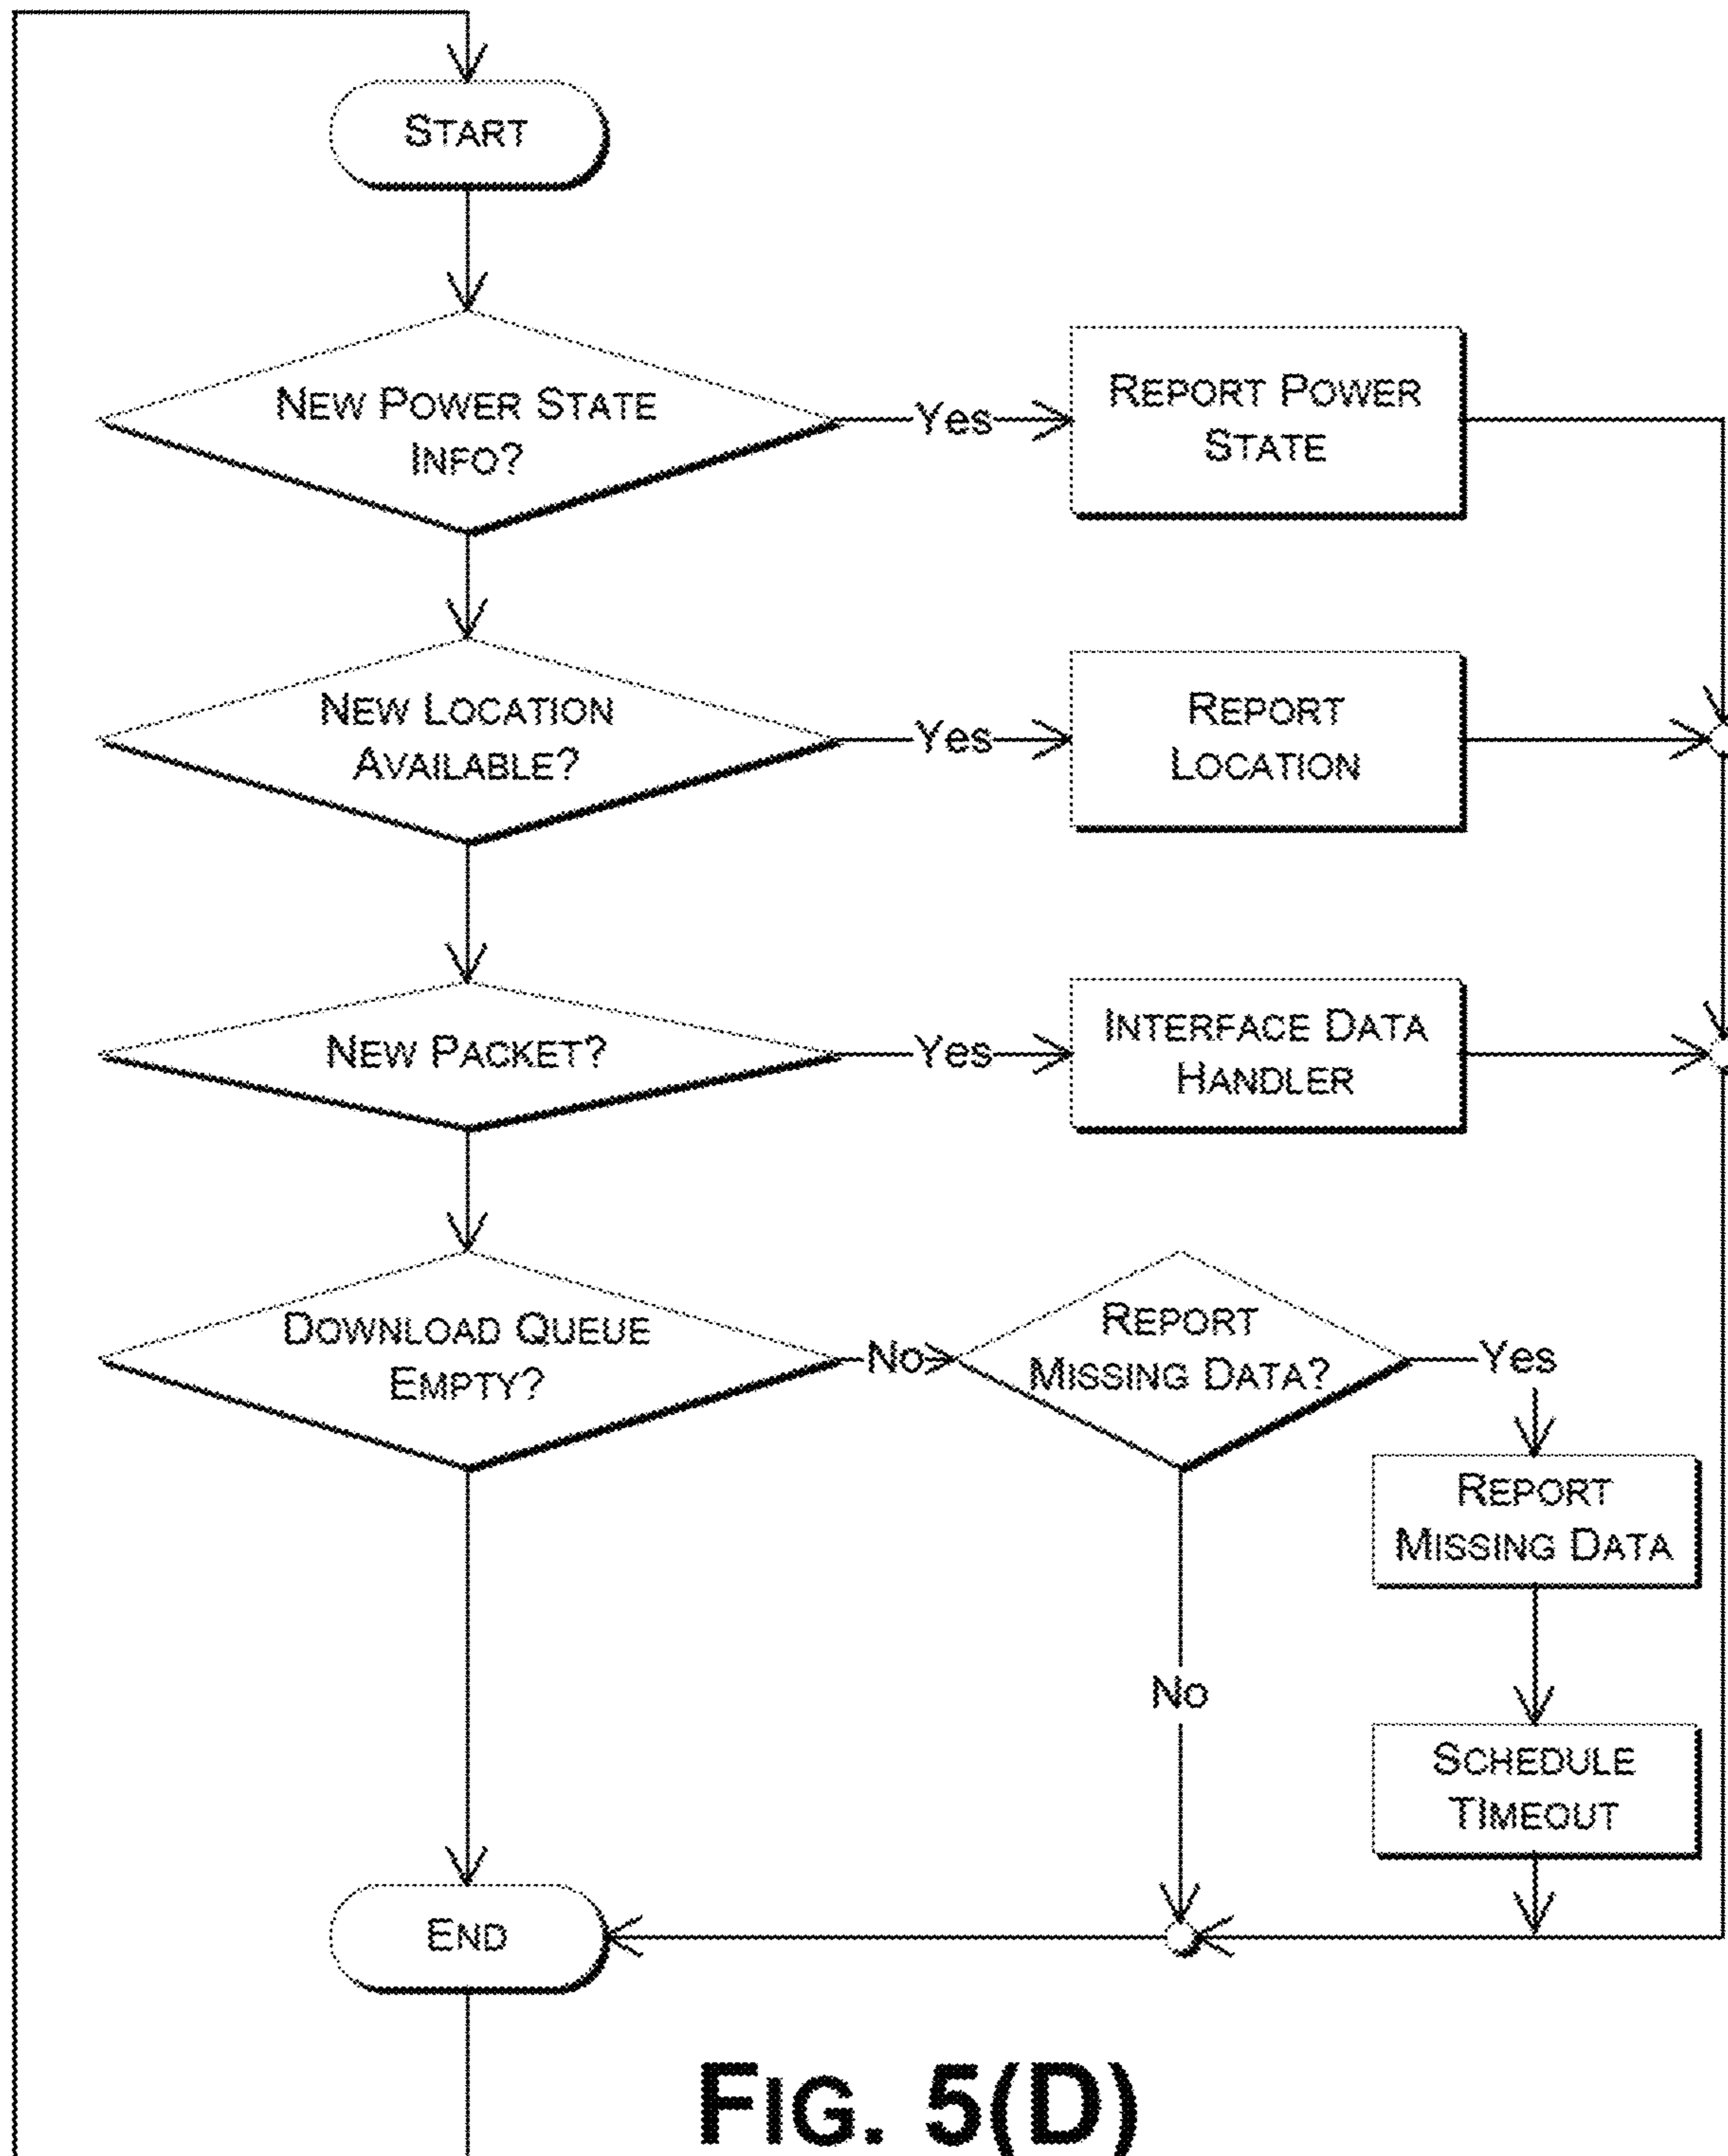 START
NEW POWER STATE
INFO?
Yes
REPORT POWER
STATE
NEW LOCATION
AVAILABLE?
Yes
REPORT
LOCATION
NEW PACKET?
Yes
INTERFACE DATA
HANDLER
DOWNLOAD QUEUE
EMPTY?
No
REPORT
MISSING DATA?
Yes
REPORT
MISSING DATA
No
SCHEDULE
TIMEOUT
END
FIG. 5(D)